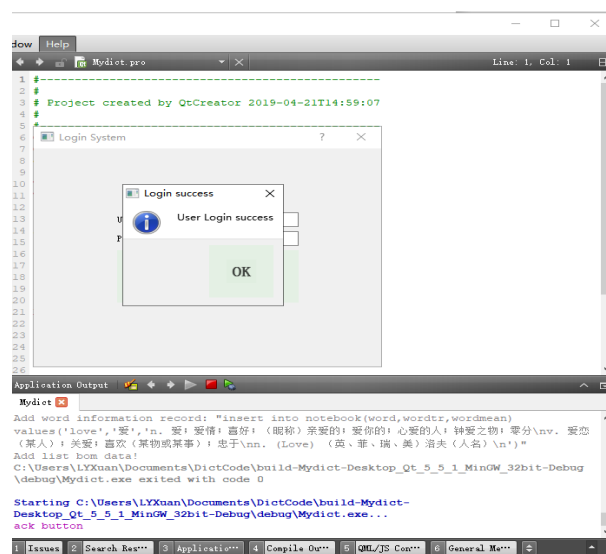 dow Help
Mydict.pro Line: 1, Col: 1
1 #----------------------------------------------------
2 #
3 # Project created by QtCreator 2019-04-21T14:59:07
4 #
5 #----------------------------------------------------
6
7
8
9
10
11
12
13
14
15
16
17
18
19
20
21
22
23
24
25
26
Login System ?
Login success
User Login success
U
P
OK
Application Output
Mydict
Add word information record: "insert into notebook(word,wordtr,wordmean)
values('love','爱','n. 爱；爱情；喜好；（昵称）亲爱的；爱你的；心爱的人；钟爱之物；零分\nv. 爱恋
（某人）；关爱；喜欢（某物或某事）；忠于\nn. (Love) （英、菲、瑞、美）洛夫（人名）\n')"
Add list bom data!
C:\Users\LYXuan\Documents\DictCode\build-Mydict-Desktop_Qt_5_5_1_MinGW_32bit-Debug
\debug\Mydict.exe exited with code 0
Starting C:\Users\LYXuan\Documents\DictCode\build-Mydict-
Desktop_Qt_5_5_1_MinGW_32bit-Debug\debug\Mydict.exe...
ack button
1 Issues 2 Search Res··· 3 Applicatio··· 4 Compile Ou··· 5 QML/JS Con··· 6 General Me···